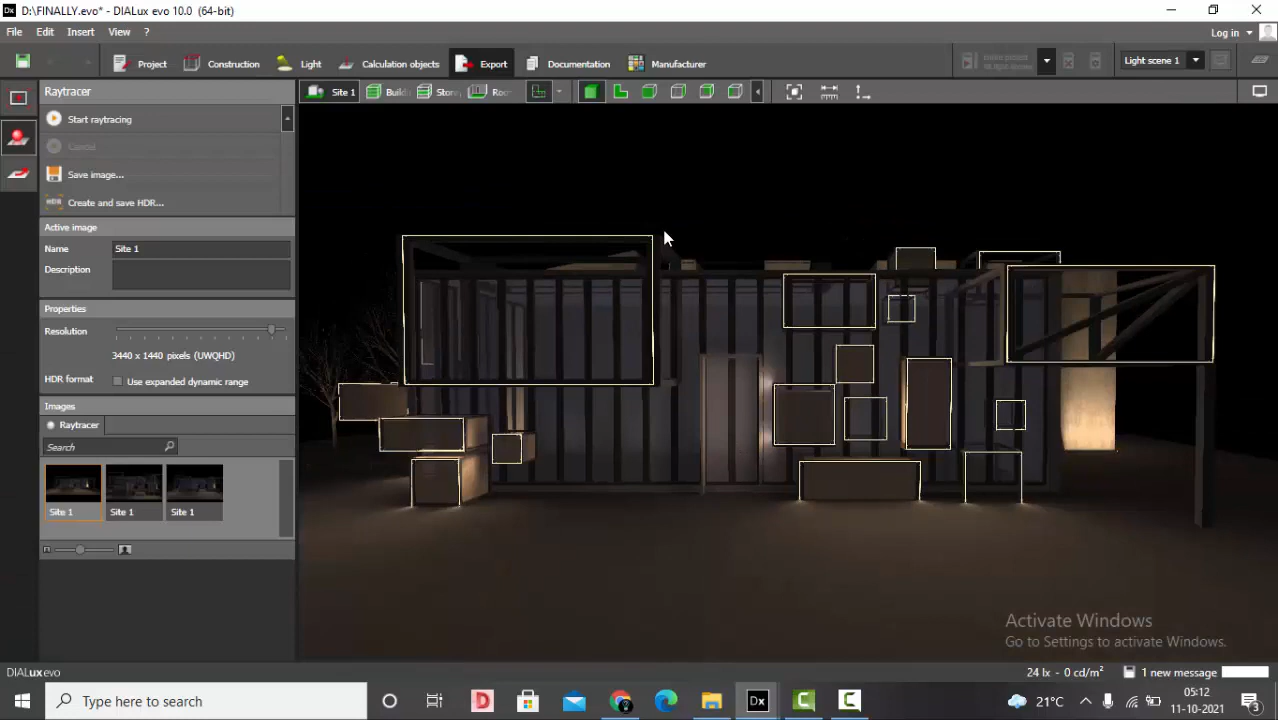 D:\FINALLY.evo* - DIALux evo 10.0 (64-bit)
File Edit Insert View ?
Log in
Project Construction Light Calculation objects Export Documentation Manufacturer
Light scene 1
Raytracer
Site 1
Start raytracing
Cancel
Save image...
Create and save HDR...
Active image
Name Site 1
Description
Properties
Resolution
3440 x 1440 pixels (UWQHD)
HDR format Use expanded dynamic range
Images
Raytracer
Search
Site 1 Site 1 Site 1
Activate Windows
Go to Settings to activate Windows.
DIALux evo
24 lx - 0 cd/m² 1 new message
Type here to search
21°C
05:12
11-10-2021
3